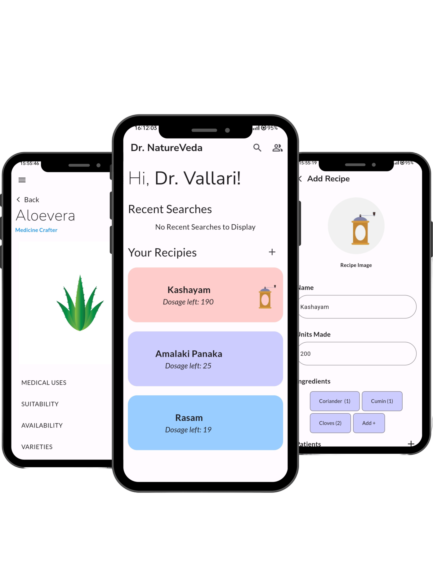 15:55:46
Back
Aloevera
Medicine Crafter
MEDICAL USES
SUITABILITY
AVAILABILITY
VARIETIES
16:12:03
95%
Dr. NatureVeda
Hi, Dr. Vallari!
Recent Searches
No Recent Searches to Display
Your Recipies +
Kashayam
Dosage left: 190
Amalaki Panaka
Dosage left: 25
Rasam
Dosage left: 19
15:55:19
95%
Add Recipe
Recipe Image
Name
Kashayam
Units Made
200
Ingredients
Coriander (1) Cumin (1)
Cloves (2) Add +
Patients +